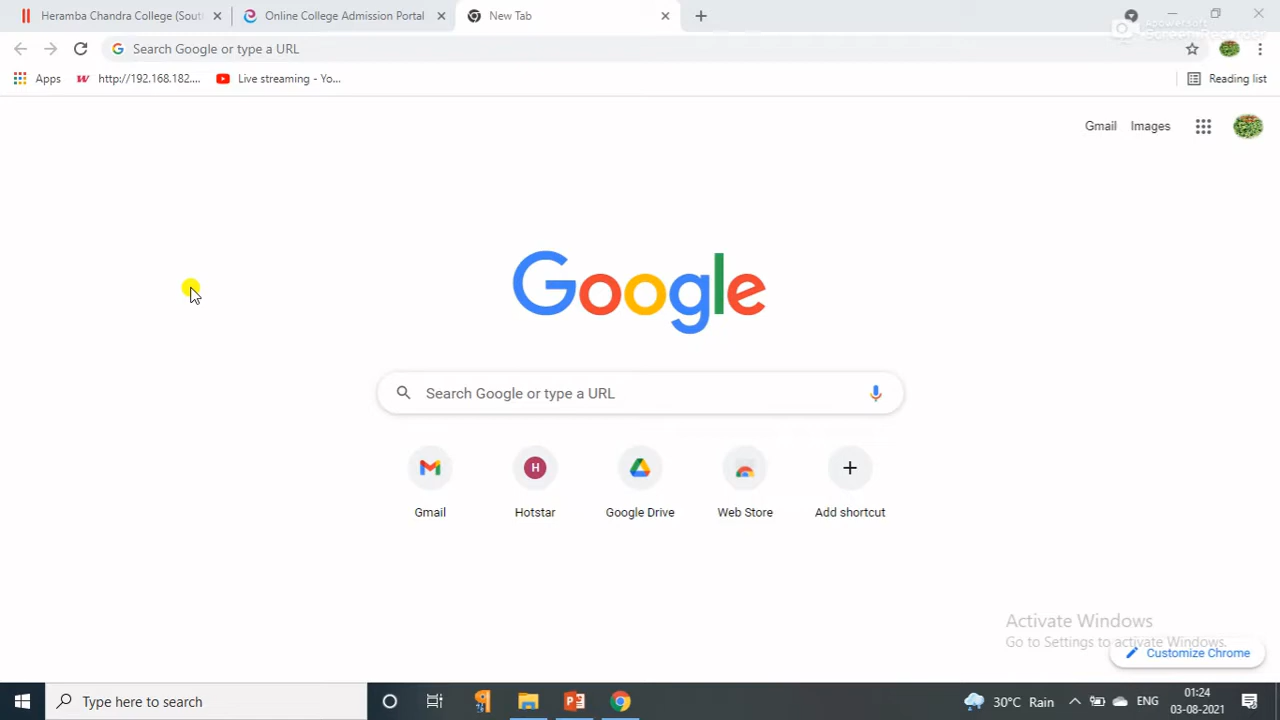 Heramba Chandra College (Sout
Online College Admission Portal
New Tab
Search Google or type a URL
Apps
http://192.168.182....
Live streaming - Yo...
Reading list
Gmail
Images
Google
Search Google or type a URL
H
Gmail
Hotstar
Google Drive
Web Store
Add shortcut
Activate Windows
Go to Settings to activate Windows.
Customize Chrome
Type here to search
30°C Rain
ENG
01:24
03-08-2021